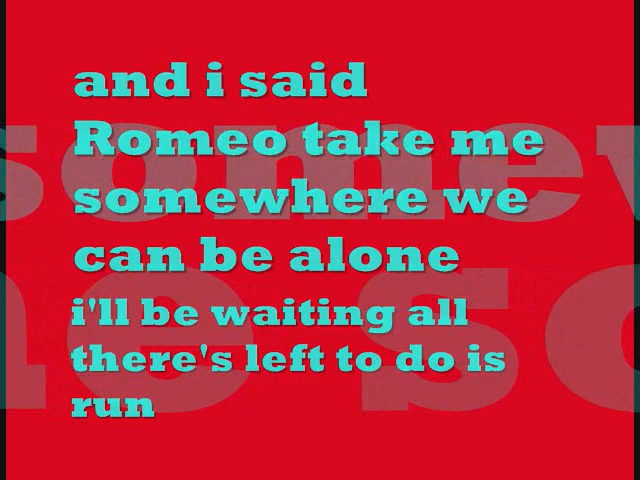 and i said
Romeo take me
somewhere we
can be alone
i'll be waiting all
there's left to do is
run